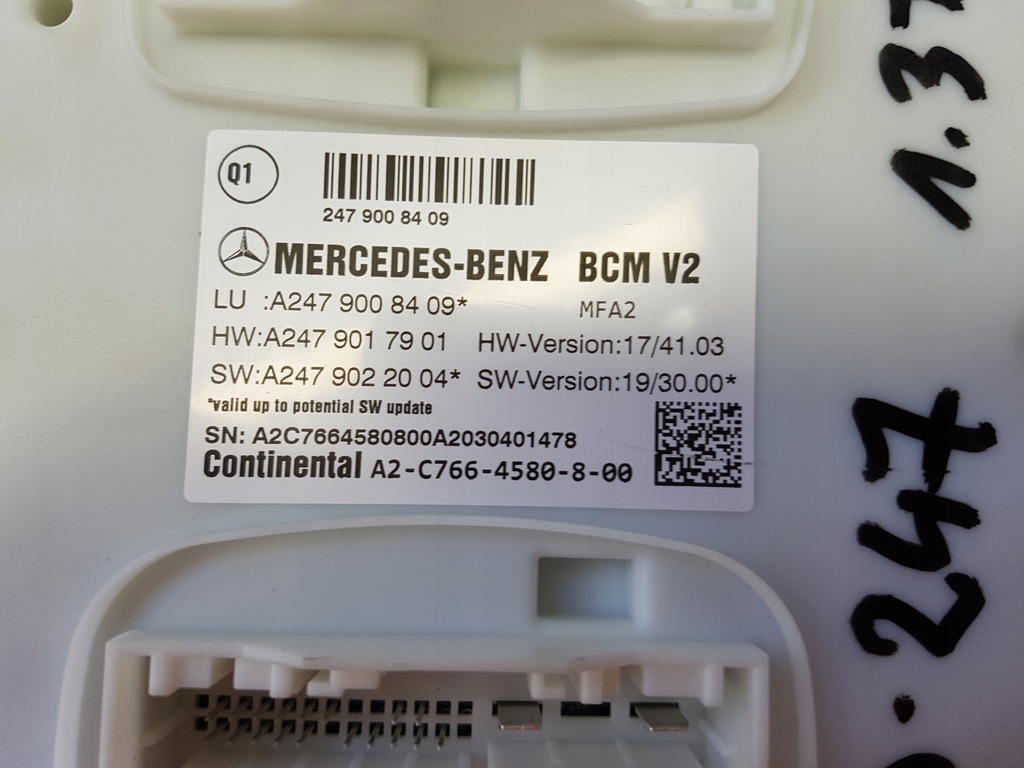 Q1
247 900 84 09
MERCEDES-BENZ BCM V2
LU :A247 900 84 09* MFA2
HW:A247 901 79 01 HW-Version:17/41.03
SW:A247 902 20 04* SW-Version:19/30.00*
*valid up to potential SW update
SN: A2C7664580800A2030401478
Continental A2-C766-4580-8-00
247